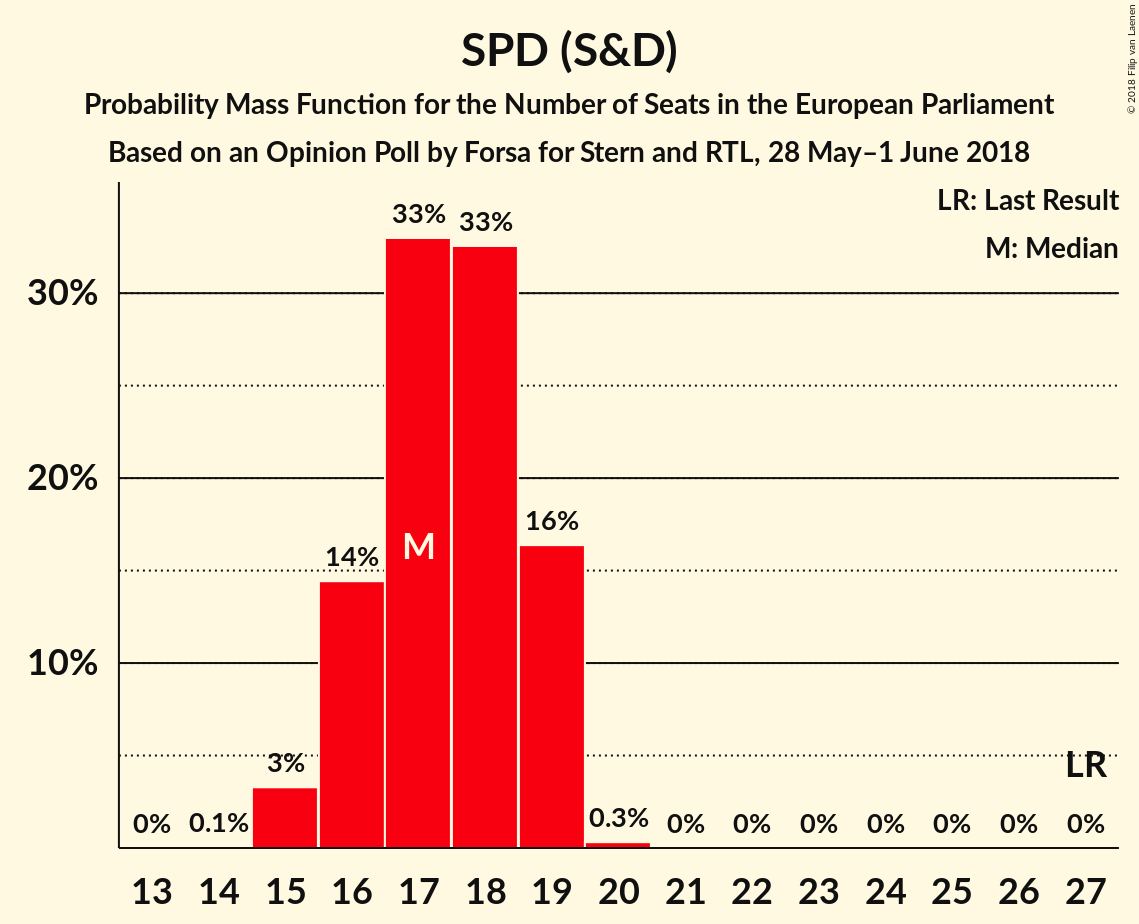 SPD (S&D)
Probability Mass Function for the Number of Seats in the European Parliament
Based on an Opinion Poll by Forsa for Stern and RTL, 28 May–1 June 2018
© 2018 Filip van Laenen
LR: Last Result
M: Median
30%
20%
10%
0%
0.1%
3%
14%
33%
33%
16%
0.3%
0%
0%
0%
0%
0%
0%
0%
M
LR
13 14 15 16 17 18 19 20 21 22 23 24 25 26 27